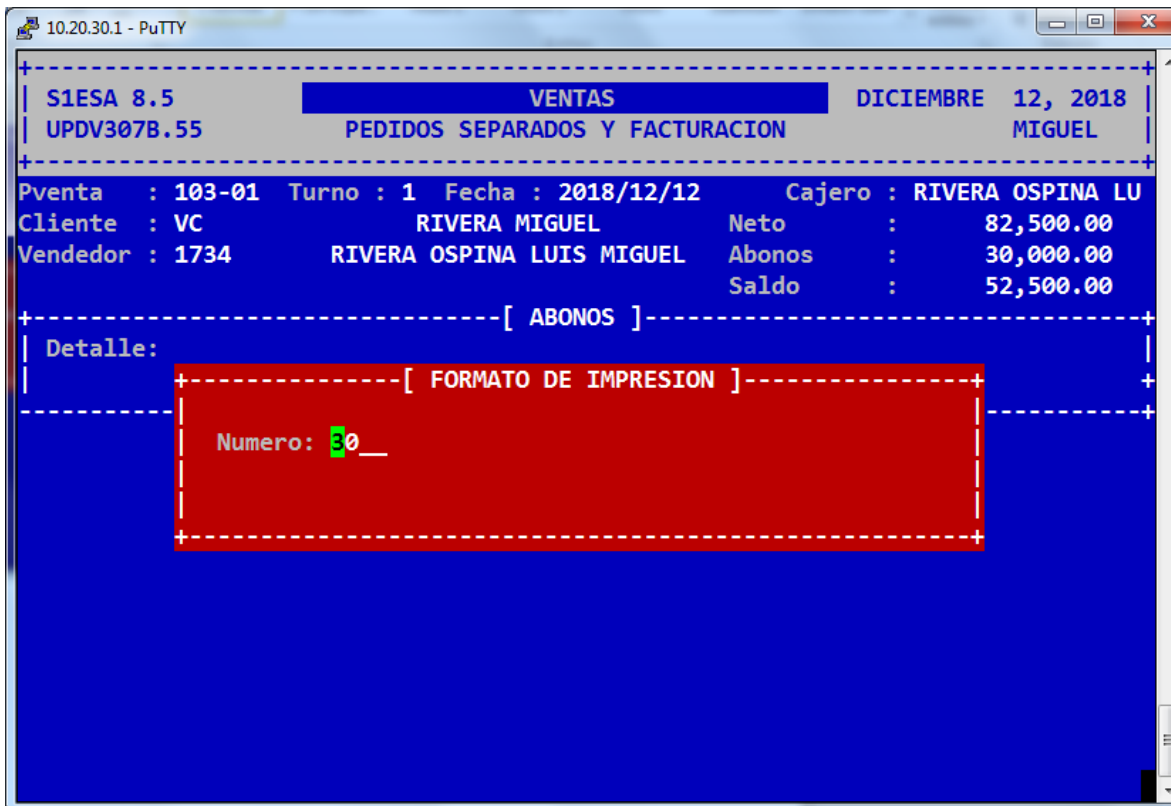 10.20.30.1 - PuTTY
S1ESA 8.5 VENTAS DICIEMBRE 12, 2018
UPDV307B.55 PEDIDOS SEPARADOS Y FACTURACION MIGUEL
Pventa : 103-01 Turno : 1 Fecha : 2018/12/12 Cajero : RIVERA OSPINA LU
Cliente : VC RIVERA MIGUEL Neto : 82,500.00
Vendedor : 1734 RIVERA OSPINA LUIS MIGUEL Abonos : 30,000.00
Saldo : 52,500.00
[ ABONOS ]
Detalle:
[ FORMATO DE IMPRESION ]
Numero: 30__